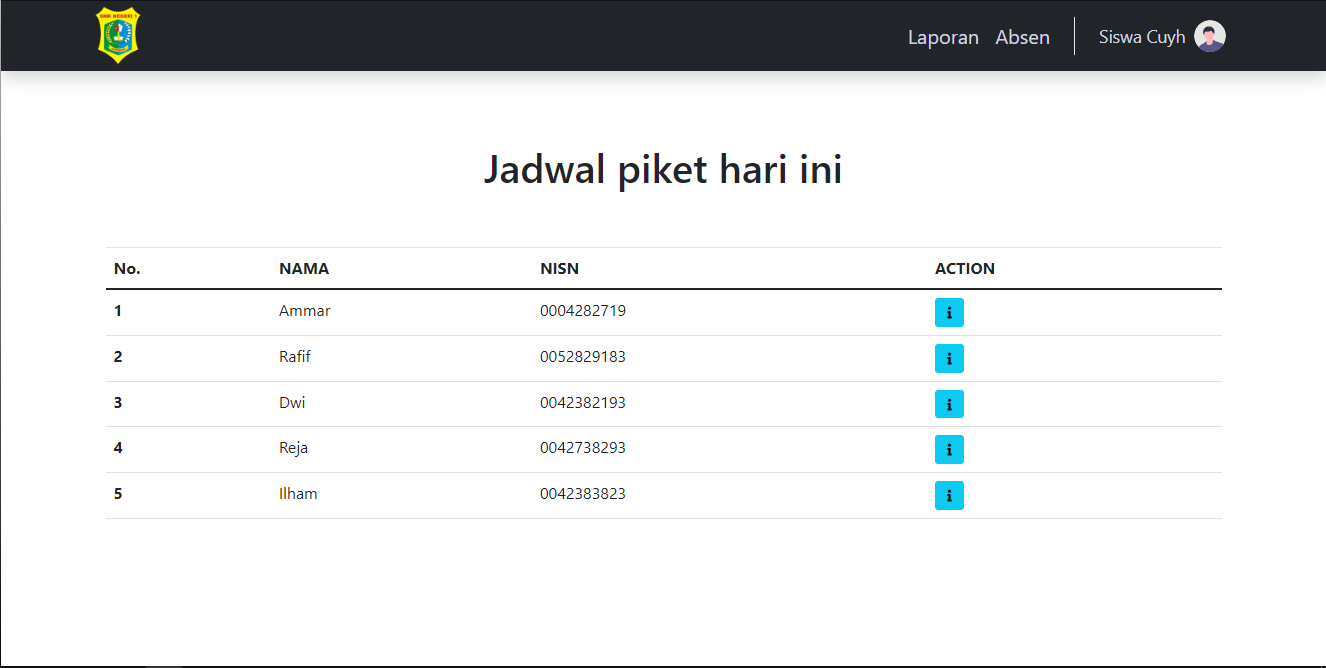 SMK NEGERI 1
Laporan Absen Siswa Cuyh
Jadwal piket hari ini
No. NAMA NISN ACTION
1 Ammar 0004282719 i
2 Rafif 0052829183 i
3 Dwi 0042382193 i
4 Reja 0042738293 i
5 Ilham 0042383823 i